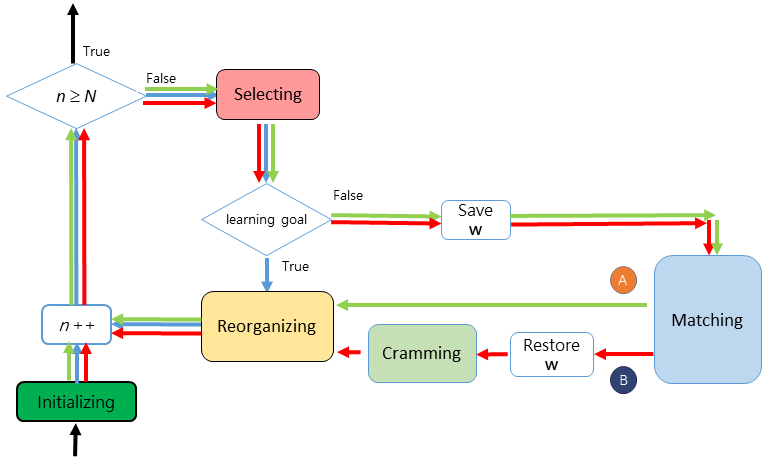 True
n ≥ N
False
Selecting
learning goal
False
Save
w
True
A
Matching
n ++
Reorganizing
Cramming
Restore
w
B
Initializing